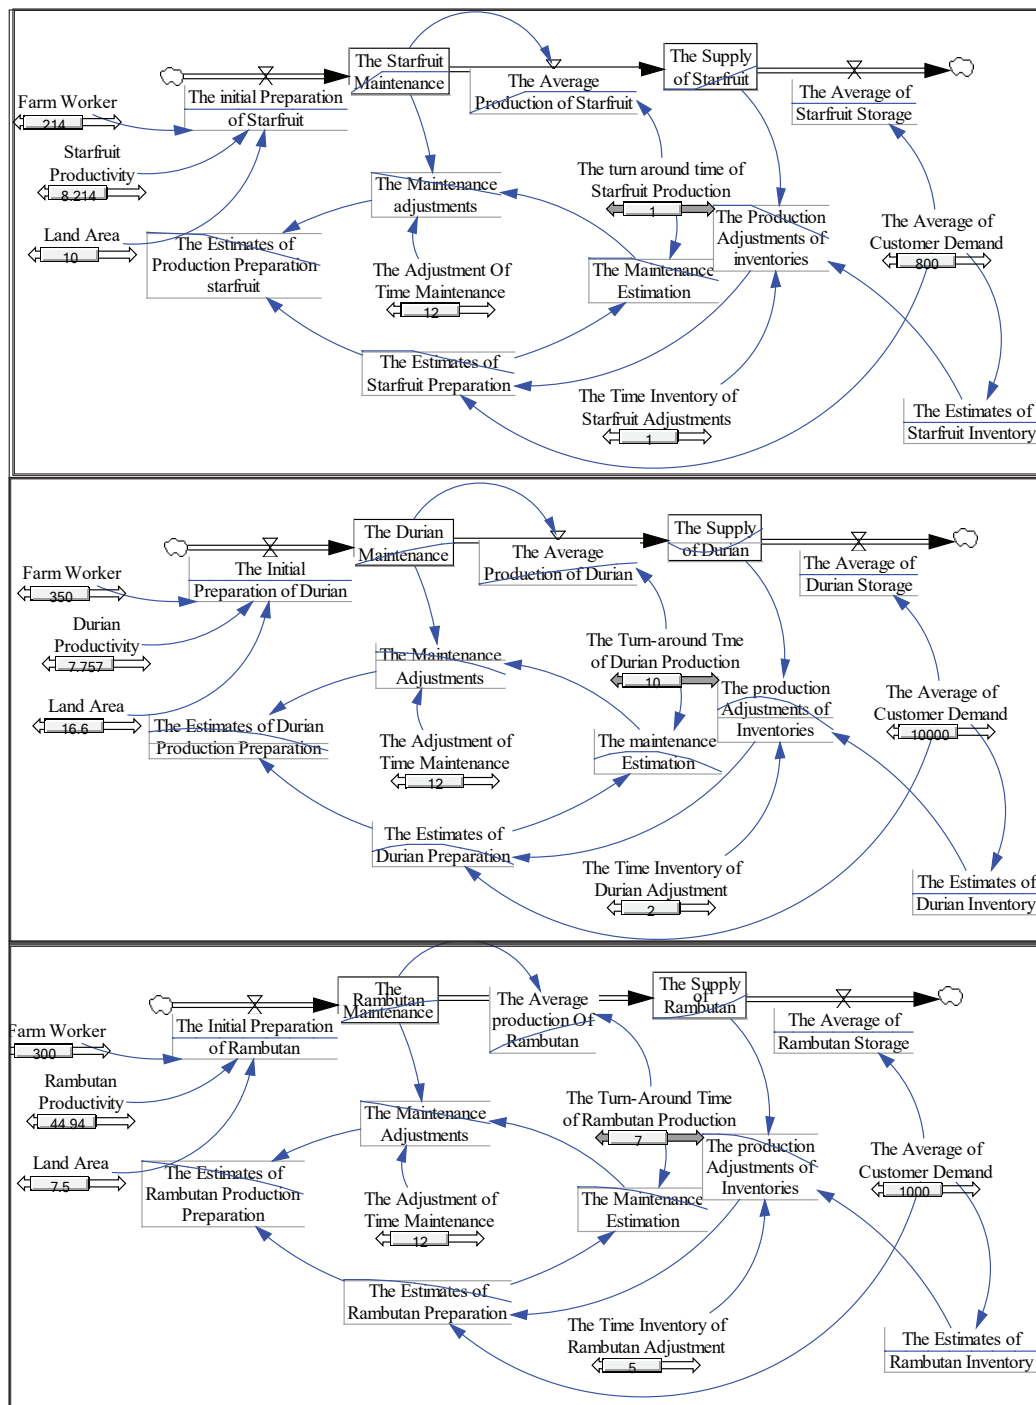 The Starfruit
Maintenance
The Supply
of Starfruit
The initial Preparation
of Starfruit
The Average
Production of Starfruit
The Average of
Starfruit Storage
Farm Worker
214
Starfruit
Productivity
8.214
The turn around time of
Starfruit Production
1
The Maintenance
adjustments
The Production
Adjustments of
inventories
The Average of
Customer Demand
800
Land Area
10
The Estimates of
Production Preparation
starfruit
The Adjustment Of
Time Maintenance
12
The Maintenance
Estimation
The Estimates of
Starfruit Preparation
The Time Inventory of
Starfruit Adjustments
1
The Estimates of
Starfruit Inventory
The Durian
Maintenance
The Supply
of Durian
The Initial
Preparation of Durian
The Average
Production of Durian
The Average of
Durian Storage
Farm Worker
350
Durian
Productivity
7.757
The Turn-around Tme
of Durian Production
10
The Maintenance
Adjustments
The production
Adjustments of
Inventories
The Average of
Customer Demand
10000
Land Area
16.6
The Estimates of Durian
Production Preparation
The Adjustment of
Time Maintenance
12
The maintenance
Estimation
The Estimates of
Durian Preparation
The Time Inventory of
Durian Adjustment
2
The Estimates of
Durian Inventory
The
Rambutan
Maintenance
The Supply
of
Rambutan
The Initial Preparation
of Rambutan
The Average
production Of
Rambutan
The Average of
Rambutan Storage
Farm Worker
300
Rambutan
Productivity
44.94
The Turn-Around Time
of Rambutan Production
7
The Maintenance
Adjustments
The production
Adjustments of
Inventories
The Average of
Customer Demand
1000
Land Area
7.5
The Estimates of
Rambutan Production
Preparation
The Adjustment of
Time Maintenance
12
The Maintenance
Estimation
The Estimates of
Rambutan Preparation
The Time Inventory of
Rambutan Adjustment
5
The Estimates of
Rambutan Inventory